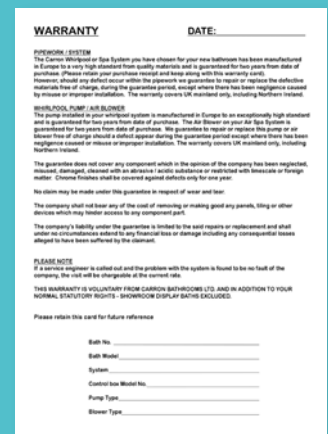 WARRANTY DATE:
PIPEWORK / SYSTEM
The Carron Whirlpool or Spa System you have chosen for your new bathroom has been manufactured
in Europe to a very high standard from quality materials and is guaranteed for two years from date of
purchase. (Please retain your purchase receipt and keep along with this warranty card).
However, should any defect occur within the pipework we guarantee to repair or replace the defective
materials free of charge, during the guarantee period, except where there has been negligence caused
by misuse or improper installation. The warranty covers UK mainland only, including Northern Ireland.
WHIRLPOOL PUMP / AIR BLOWER
The pump installed in your whirlpool system is manufactured in Europe to an exceptionally high standard
and is guaranteed for two years from date of purchase. The Air Blower on your Air Spa System is
guaranteed for two years from date of purchase. We guarantee to repair or replace this pump or air
blower free of charge should a defect appear during the guarantee period except where there has been
negligence caused or misuse or improper installation. The warranty covers UK mainland only, including
Northern Ireland.
The guarantee does not cover any component which in the opinion of the company has been neglected,
misused, damaged, cleaned with an abrasive / acidic substance or restricted with limescale or foreign
matter. Chrome finishes shall be covered against defects only for one year.
No claim may be made under this guarantee in respect of wear and tear.
The company shall not bear any of the cost of removing or making good any panels, tiling or other
devices which may hinder access to any component part.
The company's liability under the guarantee is limited to the said repairs or replacement and shall
under no circumstances extend to any financial loss or damage including any consequential losses
alleged to have been suffered by the claimant.
PLEASE NOTE
If a service engineer is called out and the problem with the system is found to be no fault of the
company, the visit will be chargeable at the current rate.
THIS WARRANTY IS VOLUNTARY FROM CARRON BATHROOMS LTD. AND IN ADDITION TO YOUR
NORMAL STATUTORY RIGHTS - SHOWROOM DISPLAY BATHS EXCLUDED.
Please retain this card for future reference
Bath No.
Bath Model
System
Control box Model No.
Pump Type
Blower Type